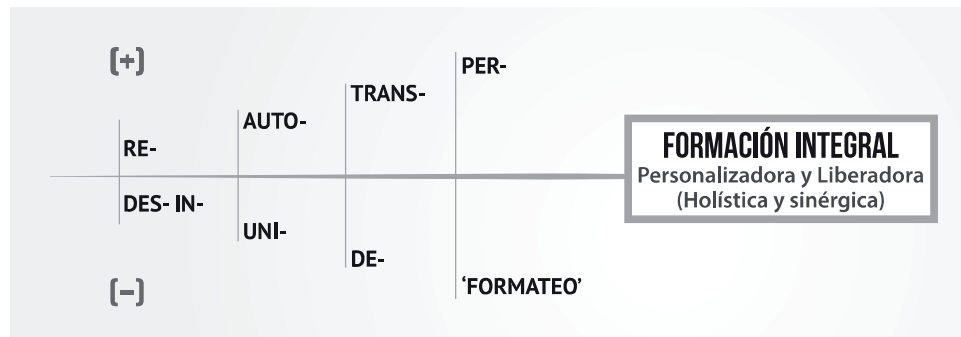 [+]
PER-
TRANS-
AUTO-
RE-
FORMACIÓN INTEGRAL
Personalizadora y Liberadora
(Holística y sinérgica)
DES- IN-
UNI-
DE-
‘FORMATEO’
[-]